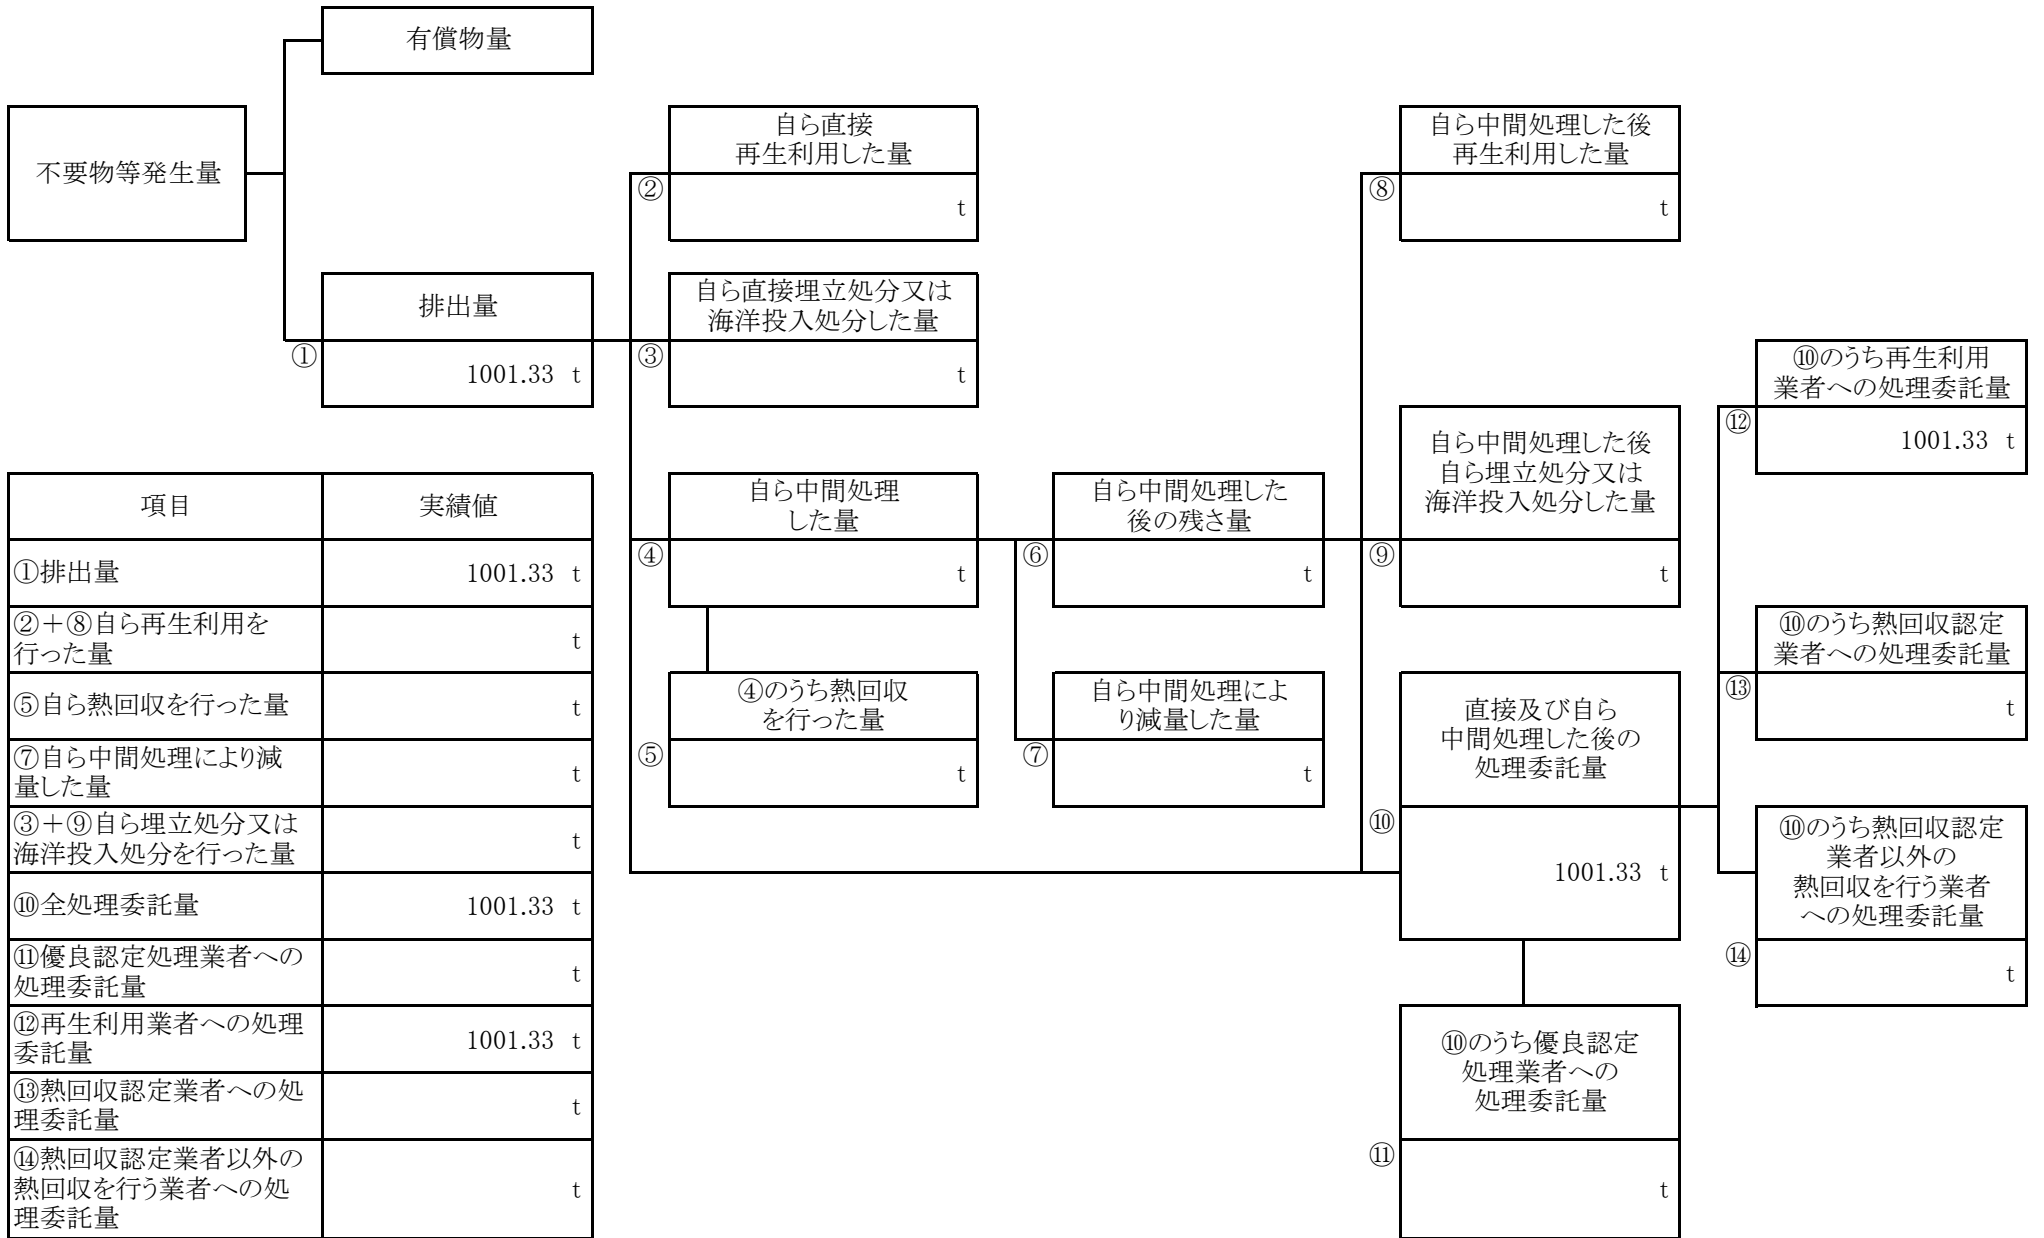 有償物量
不要物等発生量
排出量
①
1001.33 t
自ら直接
再生利用した量
②
t
自ら直接埋立処分又は
海洋投入処分した量
③
t
自ら中間処理
した量
④
t
④のうち熱回収
を行った量
⑤
t
自ら中間処理した
後の残さ量
⑥
t
自ら中間処理によ
り減量した量
⑦
t
自ら中間処理した後
再生利用した量
⑧
t
自ら中間処理した後
自ら埋立処分又は
海洋投入処分した量
⑨
t
直接及び自ら
中間処理した後の
処理委託量
⑩
1001.33 t
⑩のうち優良認定
処理業者への
処理委託量
⑪
t
⑩のうち再生利用
業者への処理委託量
⑫
1001.33 t
⑩のうち熱回収認定
業者への処理委託量
⑬
t
⑩のうち熱回収認定
業者以外の
熱回収を行う業者
への処理委託量
⑭
t
項目 実績値
①排出量 1001.33 t
②+⑧自ら再生利用を
行った量
t
⑤自ら熱回収を行った量 t
⑦自ら中間処理により減
量した量
t
③+⑨自ら埋立処分又は
海洋投入処分を行った量
t
⑩全処理委託量 1001.33 t
⑪優良認定処理業者への
処理委託量
t
⑫再生利用業者への処理
委託量
1001.33 t
⑬熱回収認定業者への処
理委託量
t
⑭熱回収認定業者以外の
熱回収を行う業者への処
理委託量
t